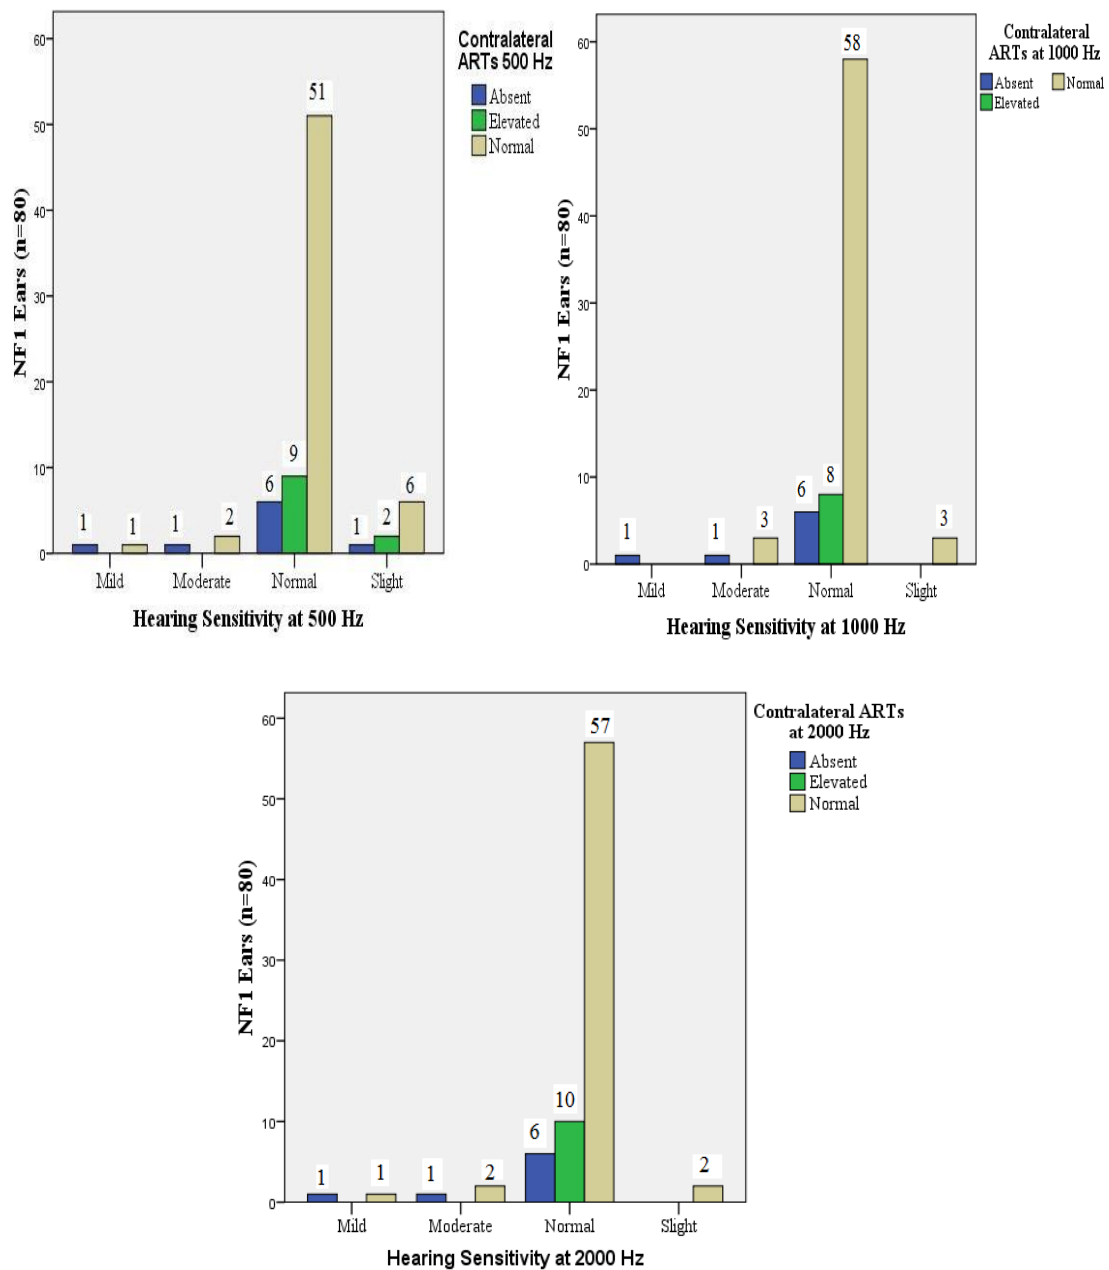 Contralateral
ARTs 500 Hz
Absent
Elevated
Normal
NF1 Ears (n=80)
60
50
40
30
20
10
0
1
1
1
2
6
9
51
1
2
6
Mild
Moderate
Normal
Slight
Hearing Sensitivity at 500 Hz
Contralateral
ARTs at 1000 Hz
Absent
Normal
Elevated
NF1 Ears (n=80)
60
50
40
30
20
10
0
1
1
3
6
8
58
3
Mild
Moderate
Normal
Slight
Hearing Sensitivity at 1000 Hz
Contralateral ARTs
at 2000 Hz
Absent
Elevated
Normal
NF1 Ears (n=80)
60
50
40
30
20
10
0
1
1
1
2
6
10
57
2
Mild
Moderate
Normal
Slight
Hearing Sensitivity at 2000 Hz